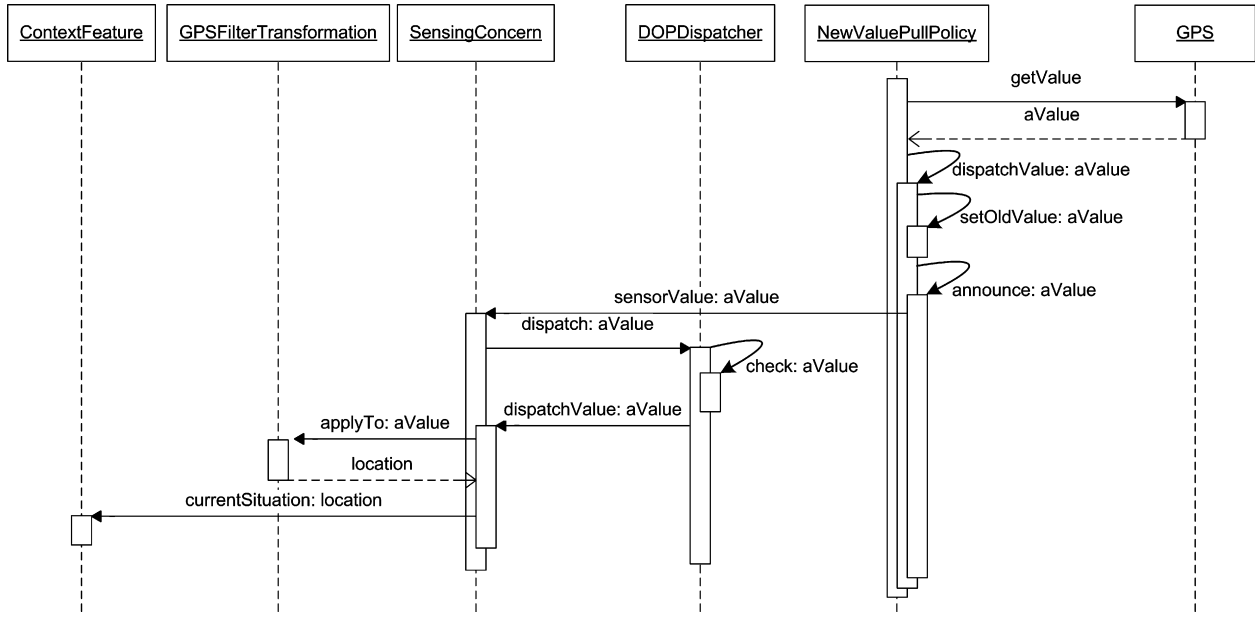 ContextFeature
GPSFilterTransformation
SensingConcern
DOPDispatcher
NewValuePullPolicy
GPS
getValue
aValue
dispatchValue: aValue
setOldValue: aValue
announce: aValue
sensorValue: aValue
dispatch: aValue
check: aValue
dispatchValue: aValue
applyTo: aValue
location
currentSituation: location